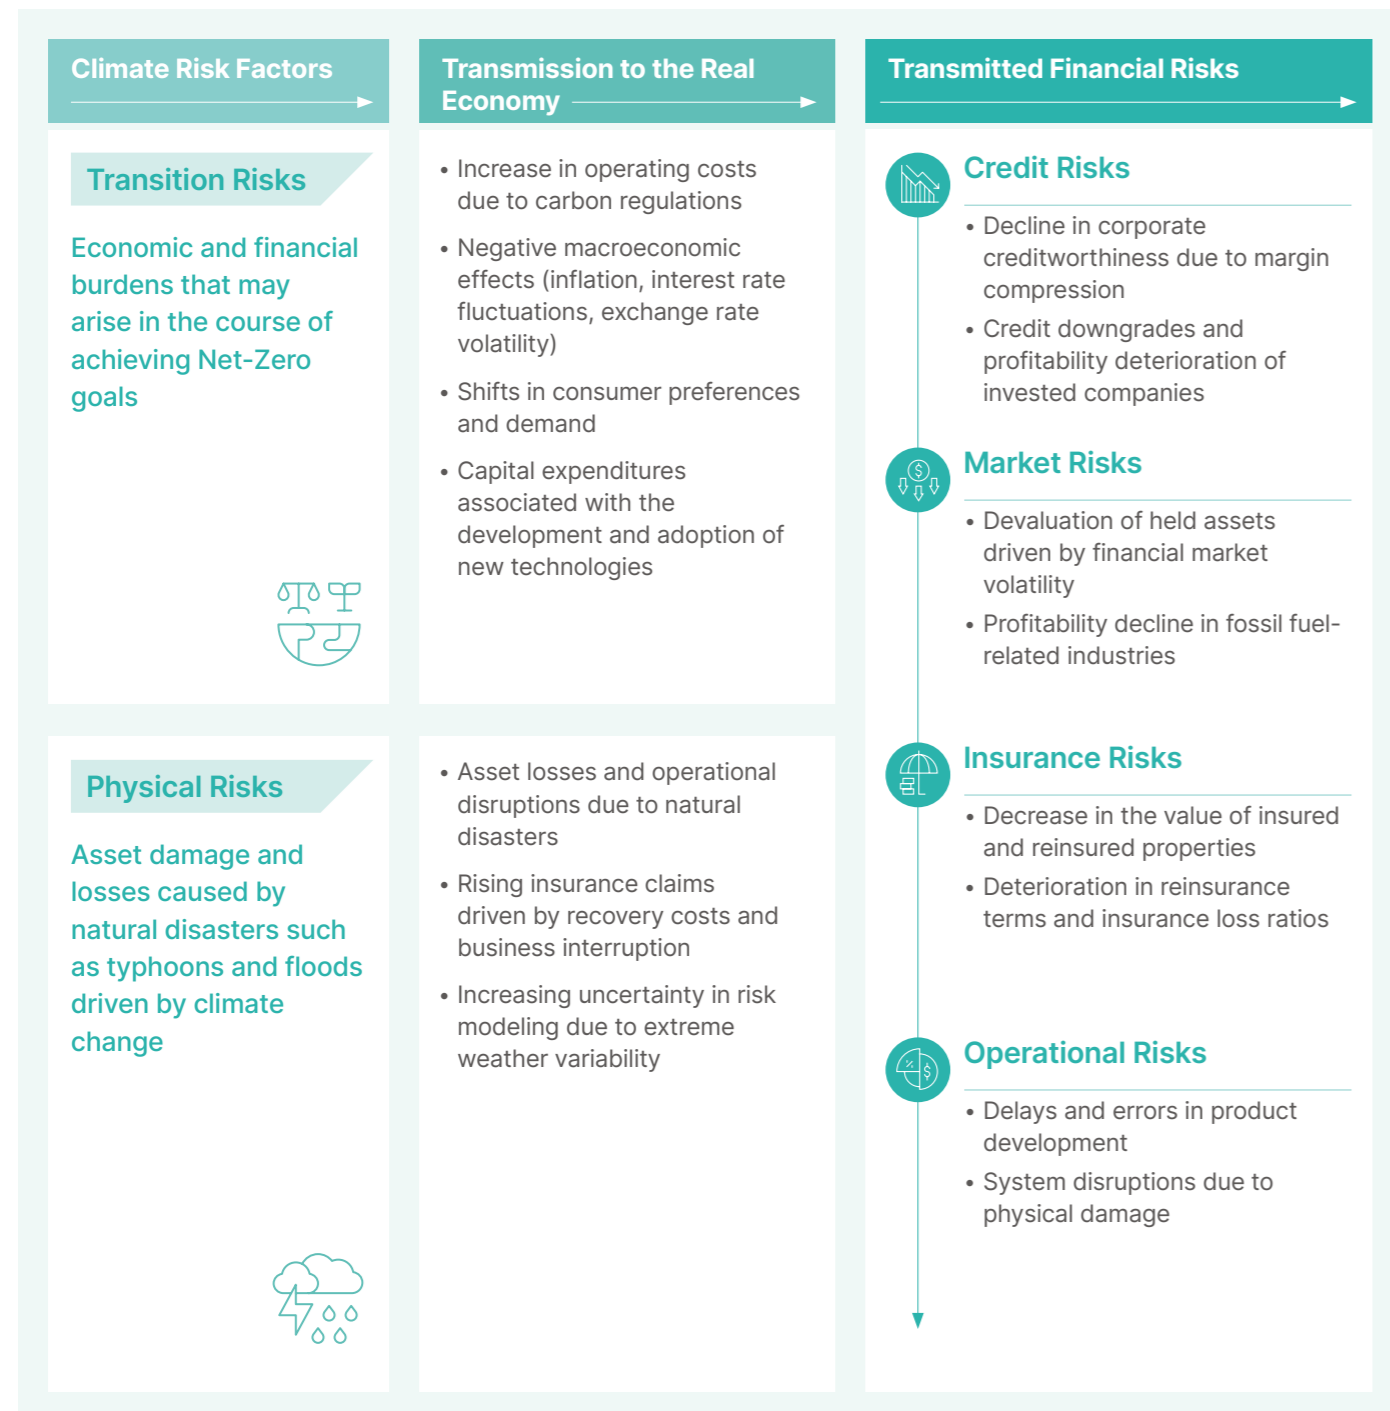 Climate Risk Factors
Transmission to the Real
Economy
Transmitted Financial Risks
Transition Risks
Economic and financial
burdens that may
arise in the course of
achieving Net-Zero
goals
• Increase in operating costs
due to carbon regulations
• Negative macroeconomic
effects (inflation, interest rate
fluctuations, exchange rate
volatility)
• Shifts in consumer preferences
and demand
• Capital expenditures
associated with the
development and adoption of
new technologies
Physical Risks
Asset damage and
losses caused by
natural disasters such
as typhoons and floods
driven by climate
change
• Asset losses and operational
disruptions due to natural
disasters
• Rising insurance claims
driven by recovery costs and
business interruption
• Increasing uncertainty in risk
modeling due to extreme
weather variability
Credit Risks
• Decline in corporate
creditworthiness due to margin
compression
• Credit downgrades and
profitability deterioration of
invested companies
$
Market Risks
• Devaluation of held assets
driven by financial market
volatility
• Profitability decline in fossil fuel-
related industries
Insurance Risks
• Decrease in the value of insured
and reinsured properties
• Deterioration in reinsurance
terms and insurance loss ratios
% $
Operational Risks
• Delays and errors in product
development
• System disruptions due to
physical damage